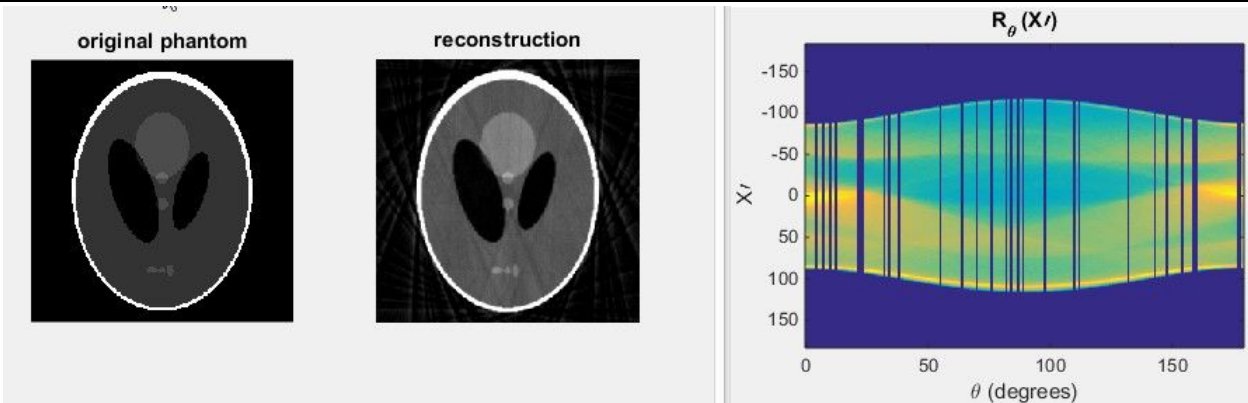 original phantom
reconstruction
R_θ (X′)
-150
-100
-50
0
50
100
150
X′
0
50
100
150
θ (degrees)